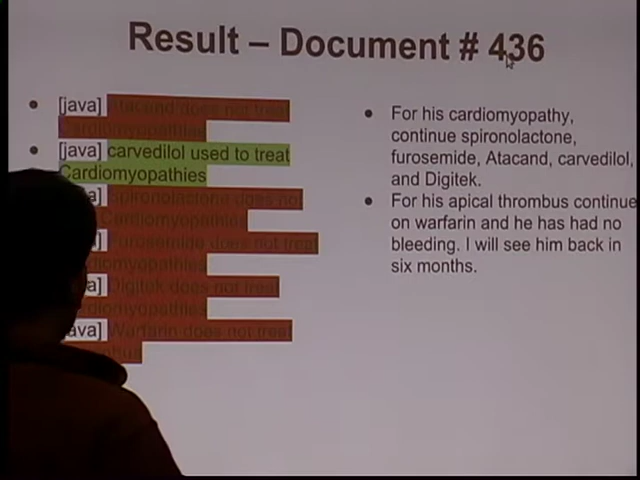 Result – Document # 436
[java] Atacand does not treat
Cardiomyopathies
[java] carvedilol used to treat
Cardiomyopathies
Spironolactone does not
Cardiomyopathies
Furosemide does not treat
a] Digitek does not treat
ava] Warfarin does not treat
For his cardiomyopathy,
continue spironolactone,
furosemide, Atacand, carvedilol,
and Digitek.
For his apical thrombus continue
on warfarin and he has had no
bleeding. I will see him back in
six months.